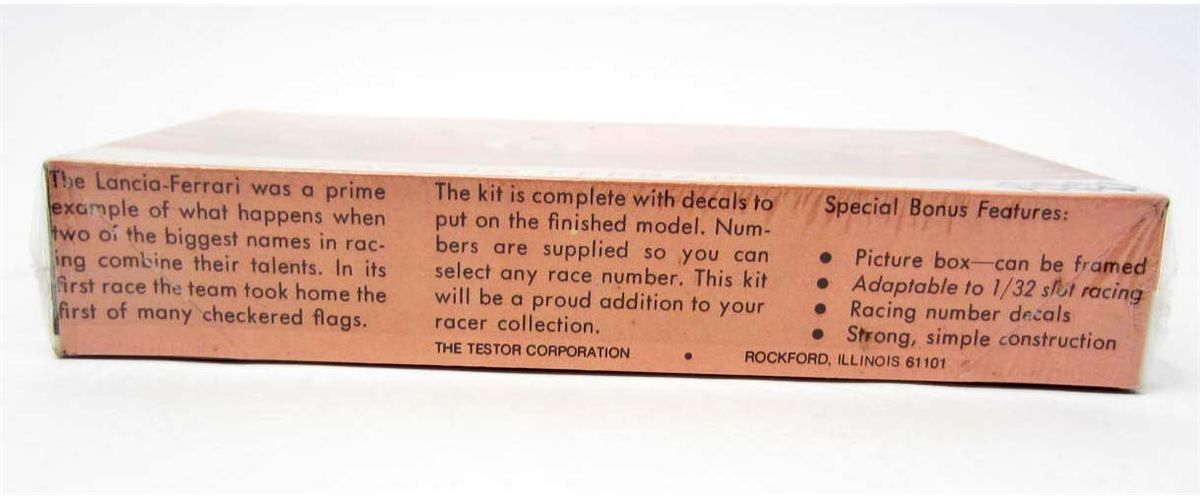 The Lancia-Ferrari was a prime
example of what happens when
two of the biggest names in rac-
ing combine their talents. In its
first race the team took home the
first of many checkered flags.
The kit is complete with decals to
put on the finished model. Num-
bers are supplied so you can
select any race number. This kit
will be a proud addition to your
racer collection.
THE TESTOR CORPORATION • ROCKFORD, ILLINOIS 61101
Special Bonus Features:
• Picture box—can be framed
• Adaptable to 1/32 slot racing
• Racing number decals
• Strong, simple construction